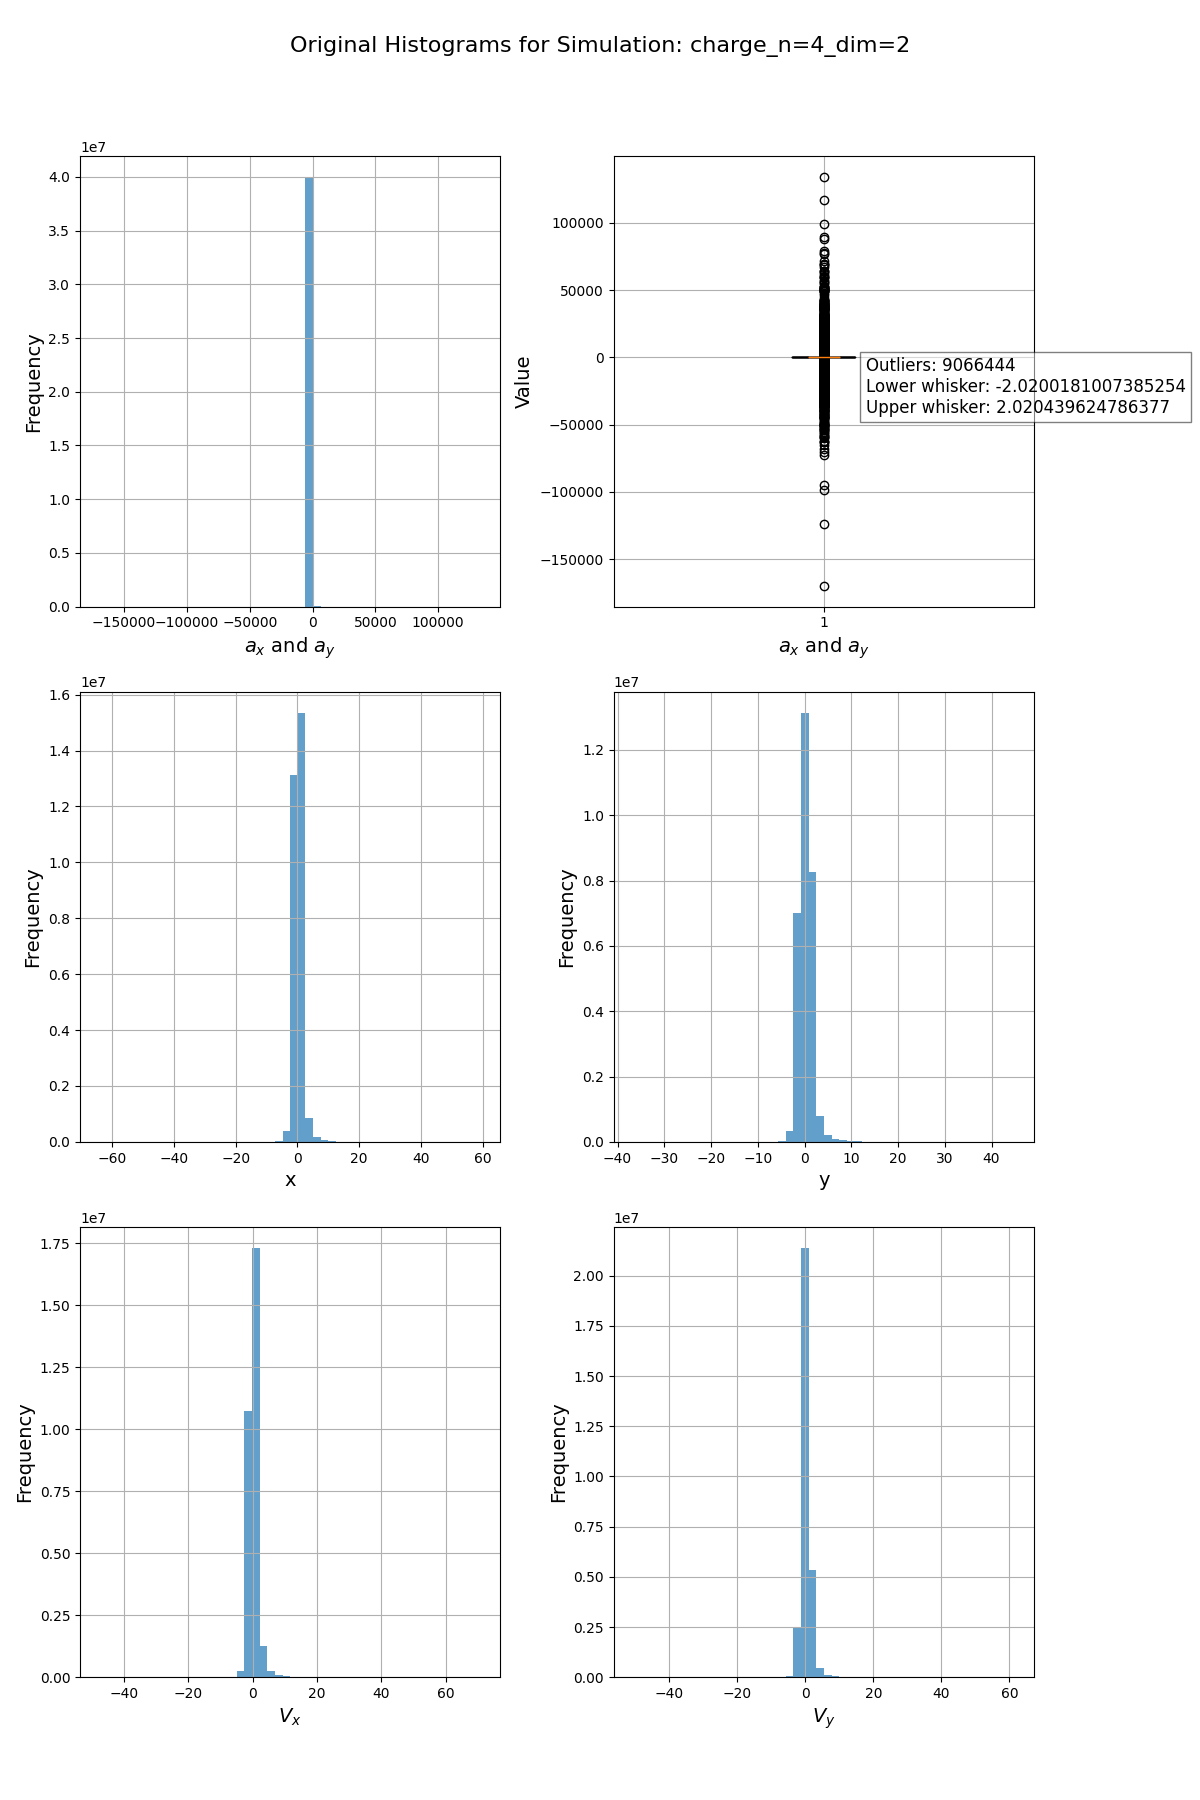 Original Histograms for Simulation: charge_n=4_dim=2
1e7
4.0
3.5
3.0
2.5
2.0
1.5
1.0
0.5
0.0
Frequency
−150000 −100000 −50000 0 50000 100000
a_x and a_y
100000
50000
0
−50000
−100000
−150000
Value
Outliers: 9066444
Lower whisker: -2.0200181007385254
Upper whisker: 2.020439624786377
1
a_x and a_y
1e7
1.6
1.4
1.2
1.0
0.8
0.6
0.4
0.2
0.0
Frequency
−60 −40 −20 0 20 40 60
x
1e7
1.2
1.0
0.8
0.6
0.4
0.2
0.0
Frequency
−40 −30 −20 −10 0 10 20 30 40
y
1e7
1.75
1.50
1.25
1.00
0.75
0.50
0.25
0.00
Frequency
−40 −20 0 20 40 60
V_x
1e7
2.00
1.75
1.50
1.25
1.00
0.75
0.50
0.25
0.00
Frequency
−40 −20 0 20 40 60
V_y